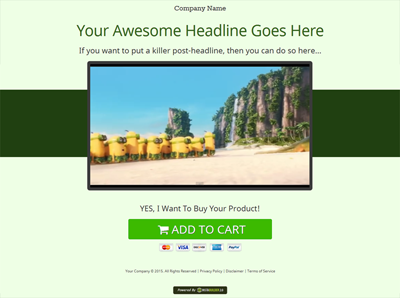 Company Name
Your Awesome Headline Goes Here
If you want to put a killer post-headline, then you can do so here...
YES, I Want To Buy Your Product!
ADD TO CART
VISA
PayPal
Your Company © 2015. All Rights Reserved | Privacy Policy | Disclaimer | Terms of Service
Powered By